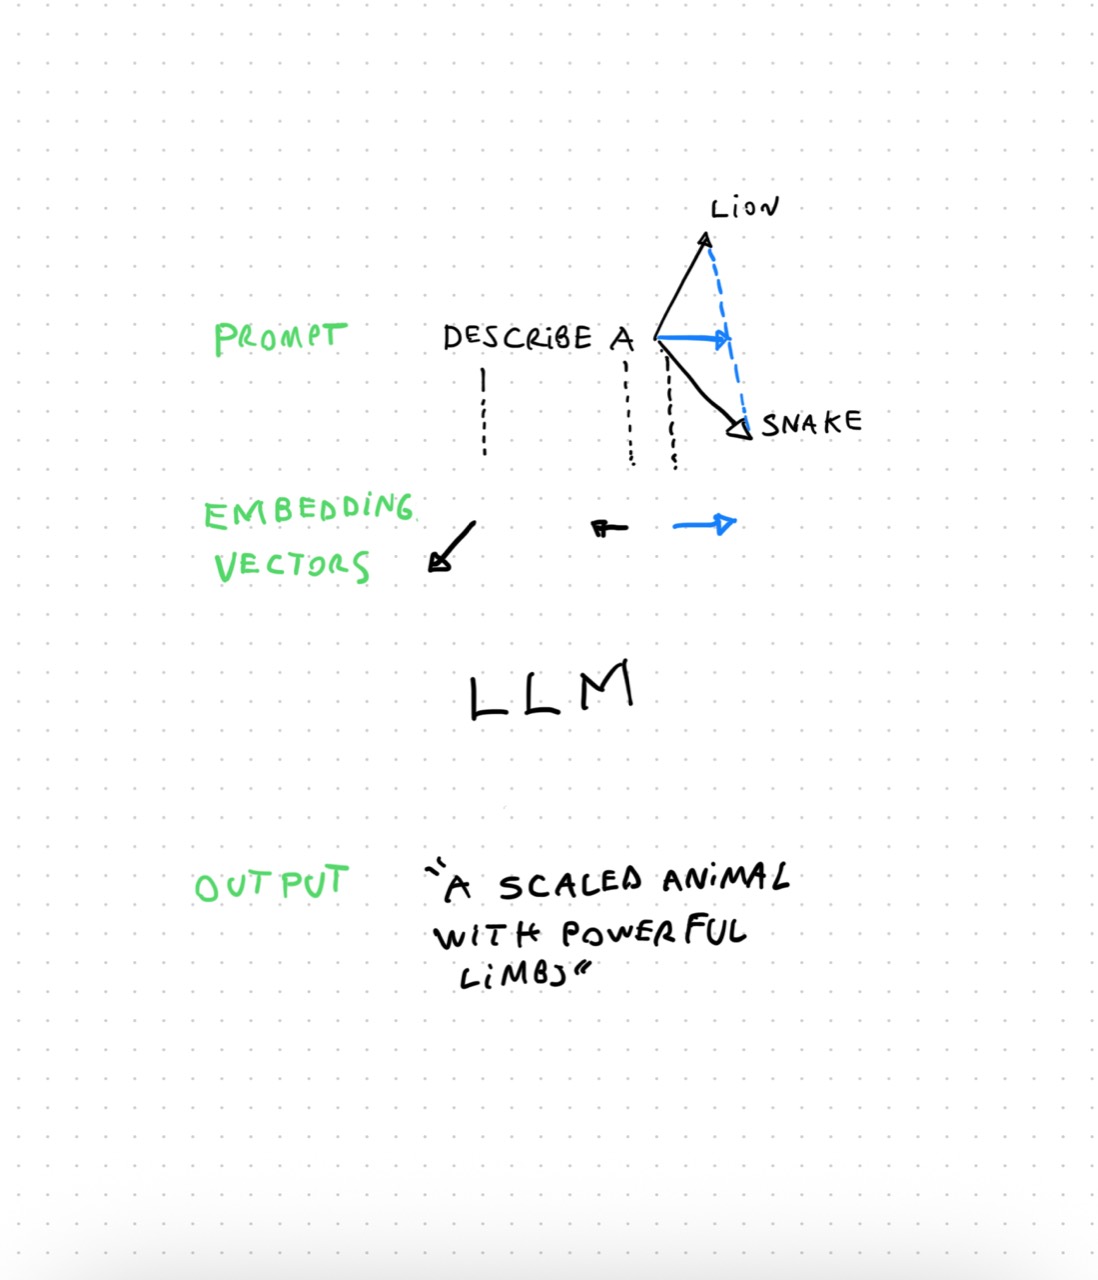 LION
PROMPT DESCRIBE A
SNAKE
EMBEDDING
VECTORS
LLM
OUTPUT "A SCALED ANIMAL
WITH POWERFUL
LIMBS"